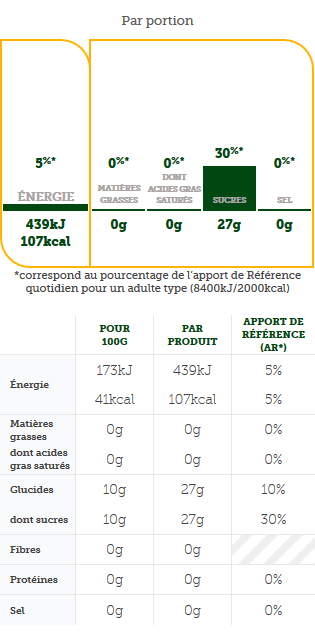 Par portion
5%* 0%* 0%* 30%* 0%*
ÉNERGIE MATIÈRES GRASSES DONT ACIDES GRAS SATURÉS SUCRES SEL
439kJ 0g 0g 27g 0g
107kcal
*correspond au pourcentage de l'apport de Référence
quotidien pour un adulte type (8400kJ/2000kcal)
POUR 100G PAR PRODUIT APPORT DE RÉFÉRENCE (AR*)
Énergie 173kJ 439kJ 5%
41kcal 107kcal 5%
Matières grasses 0g 0g 0%
dont acides gras saturés 0g 0g 0%
Glucides 10g 27g 10%
dont sucres 10g 27g 30%
Fibres 0g 0g
Protéines 0g 0g 0%
Sel 0g 0g 0%